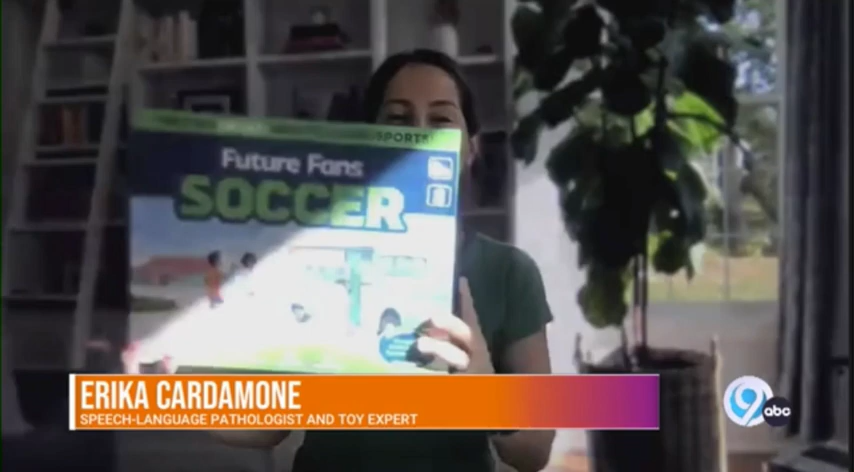 SPORTS
Future Fans
SOCCER
ERIKA CARDAMONE
SPEECH-LANGUAGE PATHOLOGIST AND TOY EXPERT
9
abc